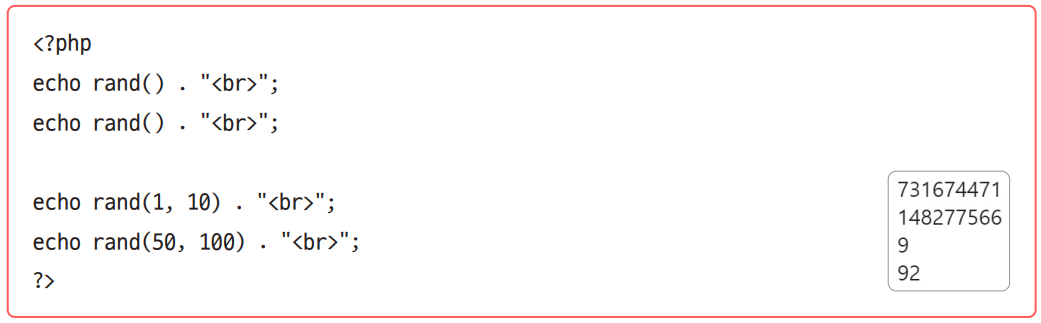 <?php
echo rand() . "<br>";
echo rand() . "<br>";
echo rand(1, 10) . "<br>";
echo rand(50, 100) . "<br>";
?>
731674471
148277566
9
92